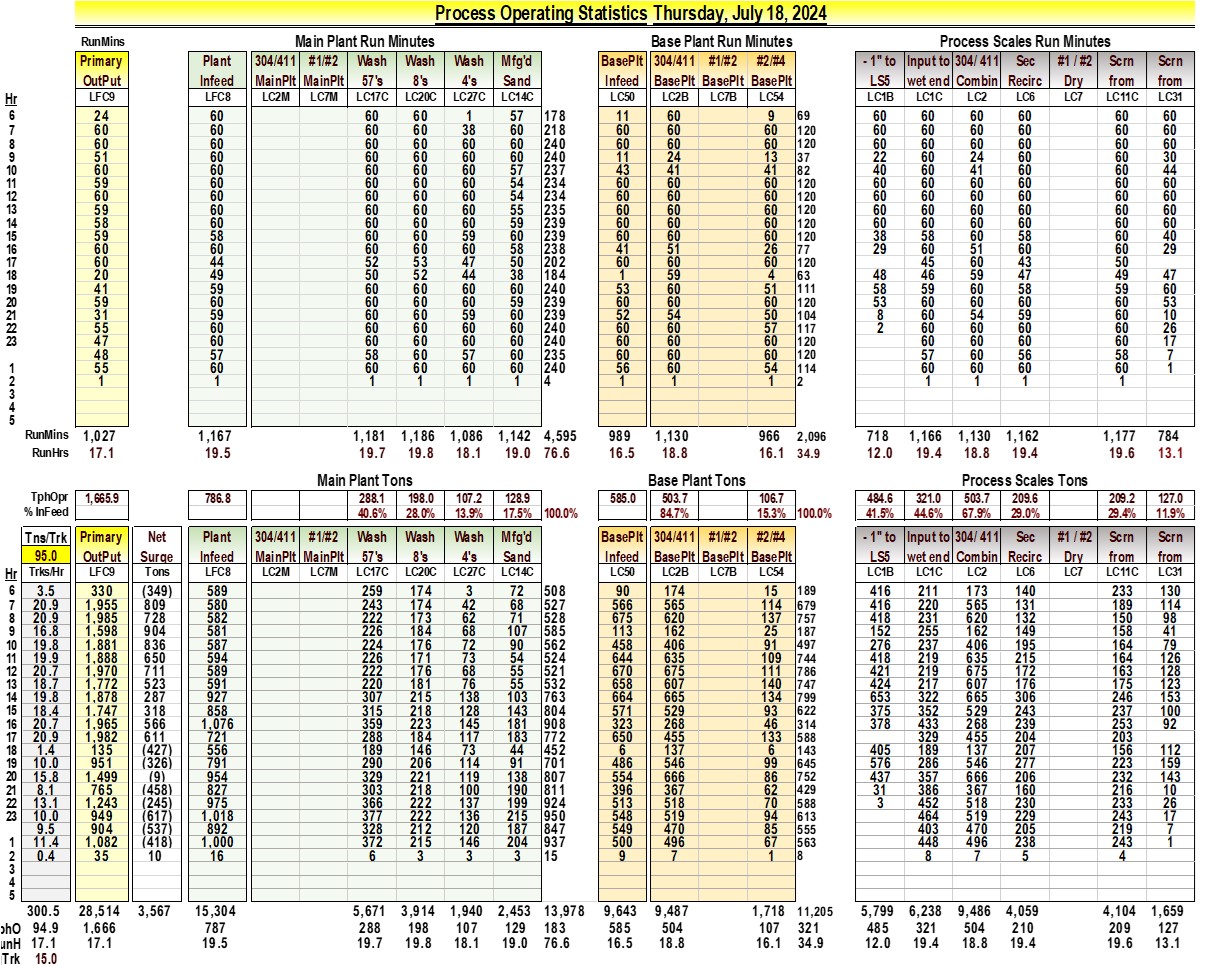 Process Operating Statistics Thursday, July 18, 2024
RunMins Main Plant Run Minutes Base Plant Run Minutes Process Scales Run Minutes
Primary Plant 304/411 #1/#2 Wash Wash Wash Mfg'd BasePlt 304/411 #1/#2 #2/#4 - 1" to Input to 304/ 411 Sec #1 / #2 Scrn Scrn
OutPut Infeed MainPlt MainPlt 57's 8's 4's Sand Infeed BasePlt BasePlt BasePlt LS5 wet end Combin Recirc Dry from from
Hr LFC9 LFC8 LC2M LC7M LC17C LC20C LC27C LC14C LC50 LC2B LC7B LC54 LC1B LC1C LC2 LC6 LC7 LC11C LC31
6 24 60 60 60 1 57 178 11 60 9 69 60 60 60 60 60 60
7 60 60 60 60 38 60 218 60 60 60 120 60 60 60 60 60 60
8 60 60 60 60 60 60 240 60 60 60 120 60 60 60 60 60 60
9 51 60 60 60 60 60 240 11 24 13 37 22 60 24 60 60 30
10 60 60 60 60 60 57 237 43 41 41 82 40 60 41 60 60 44
11 59 60 60 60 60 54 234 60 60 60 120 60 60 60 60 60 60
12 60 60 60 60 60 54 234 60 60 60 120 60 60 60 60 60 60
13 59 60 60 60 60 55 235 60 60 60 120 60 60 60 60 60 60
14 58 60 60 60 60 59 239 60 60 60 120 60 60 60 60 60 60
15 59 58 60 60 59 60 239 60 60 60 120 38 58 60 58 60 40
16 60 60 60 60 60 58 238 41 51 26 77 29 60 51 60 60 29
17 60 44 52 53 47 50 202 60 60 60 120 45 60 43 50
18 20 49 50 52 44 38 184 1 59 4 63 48 46 59 47 49 47
19 41 59 60 60 60 60 240 53 60 51 111 58 59 60 58 59 60
20 59 60 60 60 60 59 239 60 60 60 120 53 60 60 60 60 53
21 31 59 60 60 59 60 239 52 54 50 104 8 60 54 59 60 10
22 55 60 60 60 60 60 240 60 60 57 117 2 60 60 60 60 26
23 47 60 60 60 60 60 240 60 60 60 120 60 60 60 60 17
48 57 58 60 57 60 235 60 60 60 120 57 60 56 58 7
1 55 60 60 60 60 60 240 56 60 54 114 60 60 60 60 1
2 1 1 1 1 1 1 4 1 1 1 2 1 1 1 1
3
4
5
RunMins 1,027 1,167 1,181 1,186 1,086 1,142 4,595 989 1,130 966 2,096 718 1,166 1,130 1,162 1,177 784
RunHrs 17.1 19.5 19.7 19.8 18.1 19.0 76.6 16.5 18.8 16.1 34.9 12.0 19.4 18.8 19.4 19.6 13.1
Main Plant Tons Base Plant Tons Process Scales Tons
TphOpr 1,665.9 786.8 288.1 198.0 107.2 128.9 585.0 503.7 106.7 484.6 321.0 503.7 209.6 209.2 127.0
% InFeed 40.6% 28.0% 13.9% 17.5% 100.0% 84.7% 15.3% 100.0% 41.5% 44.6% 67.9% 29.0% 29.4% 11.9%
Tns/Trk Primary Net Plant 304/411 #1/#2 Wash Wash Wash Mfg'd BasePlt 304/411 #1/#2 #2/#4 - 1" to Input to 304/ 411 Sec #1 / #2 Scrn Scrn
95.0 OutPut Surge Infeed MainPlt MainPlt 57's 8's 4's Sand Infeed BasePlt BasePlt BasePlt LS5 wet end Combin Recirc Dry from from
Hr Trks/Hr LFC9 Tons LFC8 LC2M LC7M LC17C LC20C LC27C LC14C LC50 LC2B LC7B LC54 LC1B LC1C LC2 LC6 LC7 LC11C LC31
6 3.5 330 (349) 589 259 174 3 72 508 90 174 15 189 416 211 173 140 233 130
7 20.9 1,955 809 580 243 174 42 68 527 566 565 114 679 416 220 565 131 189 114
8 20.9 1,985 728 582 222 173 62 71 528 675 620 137 757 418 231 620 132 150 98
9 16.8 1,598 904 581 226 184 68 107 585 113 162 25 187 152 255 162 149 158 41
10 19.8 1,881 836 587 224 176 72 90 562 458 406 91 497 276 237 406 195 164 79
11 19.9 1,888 650 594 226 171 73 54 524 644 635 109 744 418 219 635 215 164 126
12 20.7 1,970 711 589 222 176 68 55 521 670 675 111 786 421 219 675 172 163 128
13 18.7 1,772 523 591 220 181 76 55 532 658 607 140 747 424 217 607 176 175 123
14 19.8 1,878 287 927 307 215 138 103 763 664 665 134 799 653 322 665 306 246 153
15 18.4 1,747 318 858 315 218 128 143 804 571 529 93 622 375 352 529 243 237 100
16 20.7 1,965 566 1,076 359 223 145 181 908 323 268 46 314 378 433 268 239 253 92
17 20.9 1,982 611 721 288 184 117 183 772 650 455 133 588 329 455 204 203
18 1.4 135 (427) 556 189 146 73 44 452 6 137 6 143 405 189 137 207 156 112
19 10.0 951 (326) 791 290 206 114 91 701 486 546 99 645 576 286 546 277 223 159
20 15.8 1,499 (9) 954 329 221 119 138 807 554 666 86 752 437 357 666 206 232 143
21 8.1 765 (458) 827 303 218 100 190 811 396 367 62 429 31 386 367 160 216 10
22 13.1 1,243 (245) 975 366 222 137 199 924 513 518 70 588 3 452 518 230 233 26
23 10.0 949 (617) 1,018 377 222 136 215 950 548 519 94 613 464 519 229 243 17
9.5 904 (537) 892 328 212 120 187 847 549 470 85 555 403 470 205 219 7
1 11.4 1,082 (418) 1,000 372 215 146 204 937 500 496 67 563 448 496 238 243 1
2 0.4 35 10 16 6 3 3 3 15 9 7 1 8 8 7 5 4
3
4
5
300.5 28,514 3,567 15,304 5,671 3,914 1,940 2,453 13,978 9,643 9,487 1,718 11,205 5,799 6,238 9,486 4,059 4,104 1,659
phO 94.9 1,666 787 288 198 107 129 183 585 504 107 321 485 321 504 210 209 127
unH 17.1 17.1 19.5 19.7 19.8 18.1 19.0 76.6 16.5 18.8 16.1 34.9 12.0 19.4 18.8 19.4 19.6 13.1
Trk 15.0